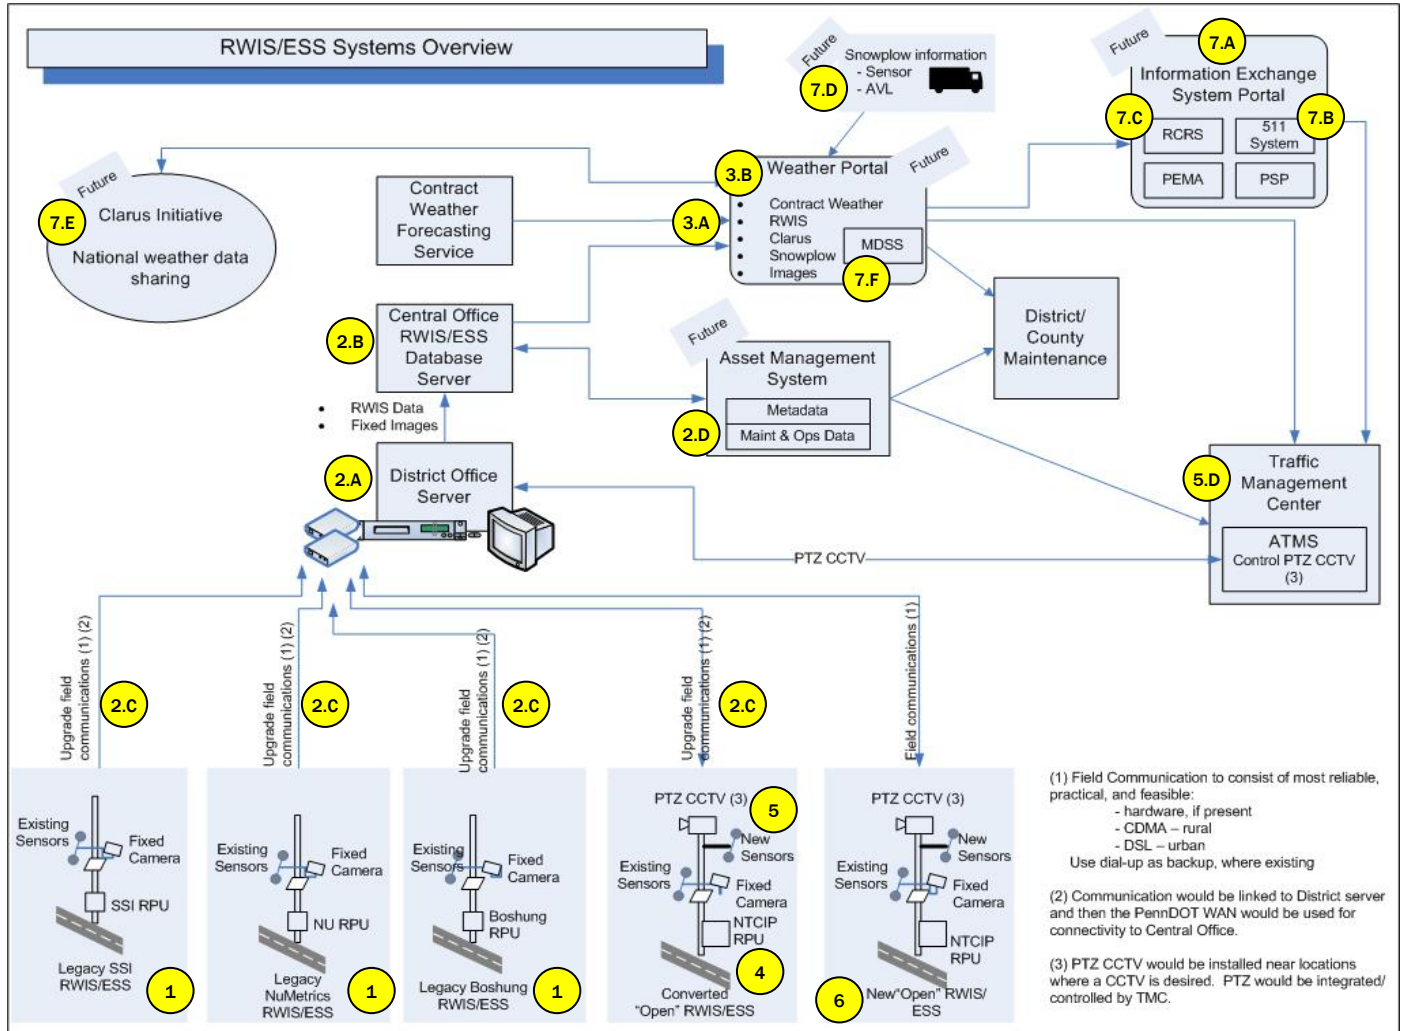 RWIS/ESS Systems Overview
Future
Snowplow information
- Sensor
- AVL
7.D
Future
7.A
Information Exchange
System Portal
7.C
7.B
RCRS
511
System
PEMA
PSP
Future
7.E
Clarus Initiative
National weather data
sharing
Contract
Weather
Forecasting
Service
3.B
Weather Portal
Future
3.A
• Contract Weather
• RWIS
• Clarus
• Snowplow
• Images
MDSS
7.F
2.B
Central Office
RWIS/ESS
Database
Server
Future
Asset Management
System
Metadata
Maint & Ops Data
2.D
District/
County
Maintenance
• RWIS Data
• Fixed Images
2.A
District Office
Server
5.D
Traffic
Management
Center
ATMS
Control PTZ CCTV
(3)
PTZ CCTV
Upgrade field
communications (1) (2)
2.C
Upgrade field
communications (1) (2)
2.C
Upgrade field
communications (1) (2)
2.C
Upgrade field
communications (1) (2)
2.C
Field communications (1)
Existing
Sensors
Fixed
Camera
SSI RPU
Legacy SSI
RWIS/ESS
1
Existing
Sensors
Fixed
Camera
NU RPU
Legacy
NuMetrics
RWIS/ESS
1
Existing
Sensors
Fixed
Camera
Boshung
RPU
Legacy Boshung
RWIS/ESS
1
PTZ CCTV (3)
5
New
Sensors
Existing
Sensors
Fixed
Camera
NTCIP
RPU
4
Converted
"Open" RWIS/ESS
PTZ CCTV (3)
New
Sensors
Existing
Sensors
Fixed
Camera
NTCIP
RPU
6
New"Open" RWIS/
ESS
(1) Field Communication to consist of most reliable,
practical, and feasible:
- hardware, if present
- CDMA – rural
- DSL – urban
Use dial-up as backup, where existing
(2) Communication would be linked to District server
and then the PennDOT WAN would be used for
connectivity to Central Office.
(3) PTZ CCTV would be installed near locations
where a CCTV is desired. PTZ would be integrated/
controlled by TMC.